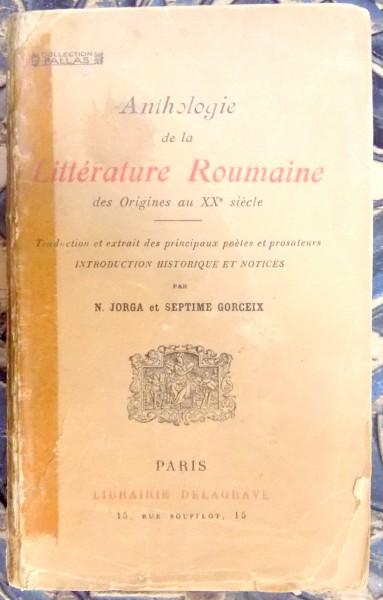 COLLECTION
PALLAS
Anthologie
de la
Littérature Roumaine
des Origines au XXe siècle
Traduction et extrait des principaux poètes et prosateurs
INTRODUCTION HISTORIQUE ET NOTICES
PAR
N. JORGA et SEPTIME GORCEIX
PARIS
LIBRAIRIE DELAGRAVE
15, RUE SOUFFLOT, 15